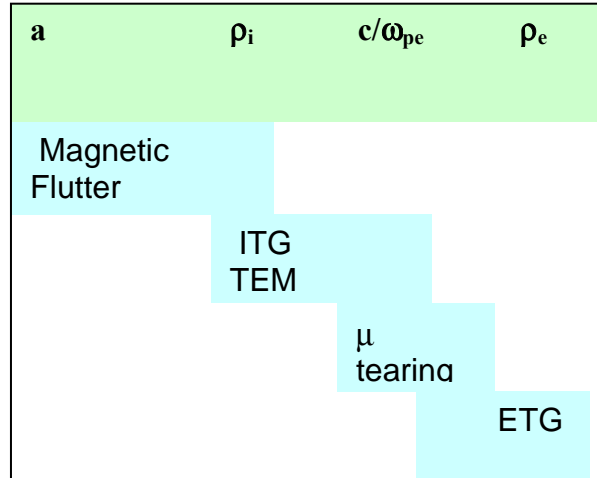 a ρi c/ωpe ρe
Magnetic
Flutter
ITG
TEM
μ
tearing
ETG